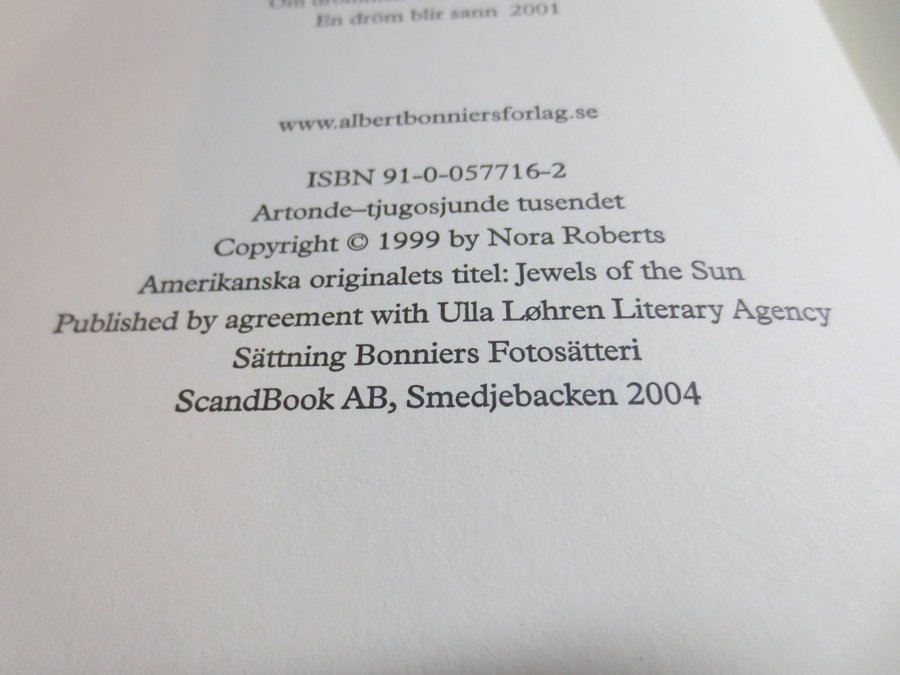 Om drömmen
En dröm blir sann 2001
www.albertbonniersforlag.se
ISBN 91-0-057716-2
Artonde–tjugosjunde tusendet
Copyright © 1999 by Nora Roberts
Amerikanska originalets titel: Jewels of the Sun
Published by agreement with Ulla Løhren Literary Agency
Sättning Bonniers Fotosätteri
ScandBook AB, Smedjebacken 2004